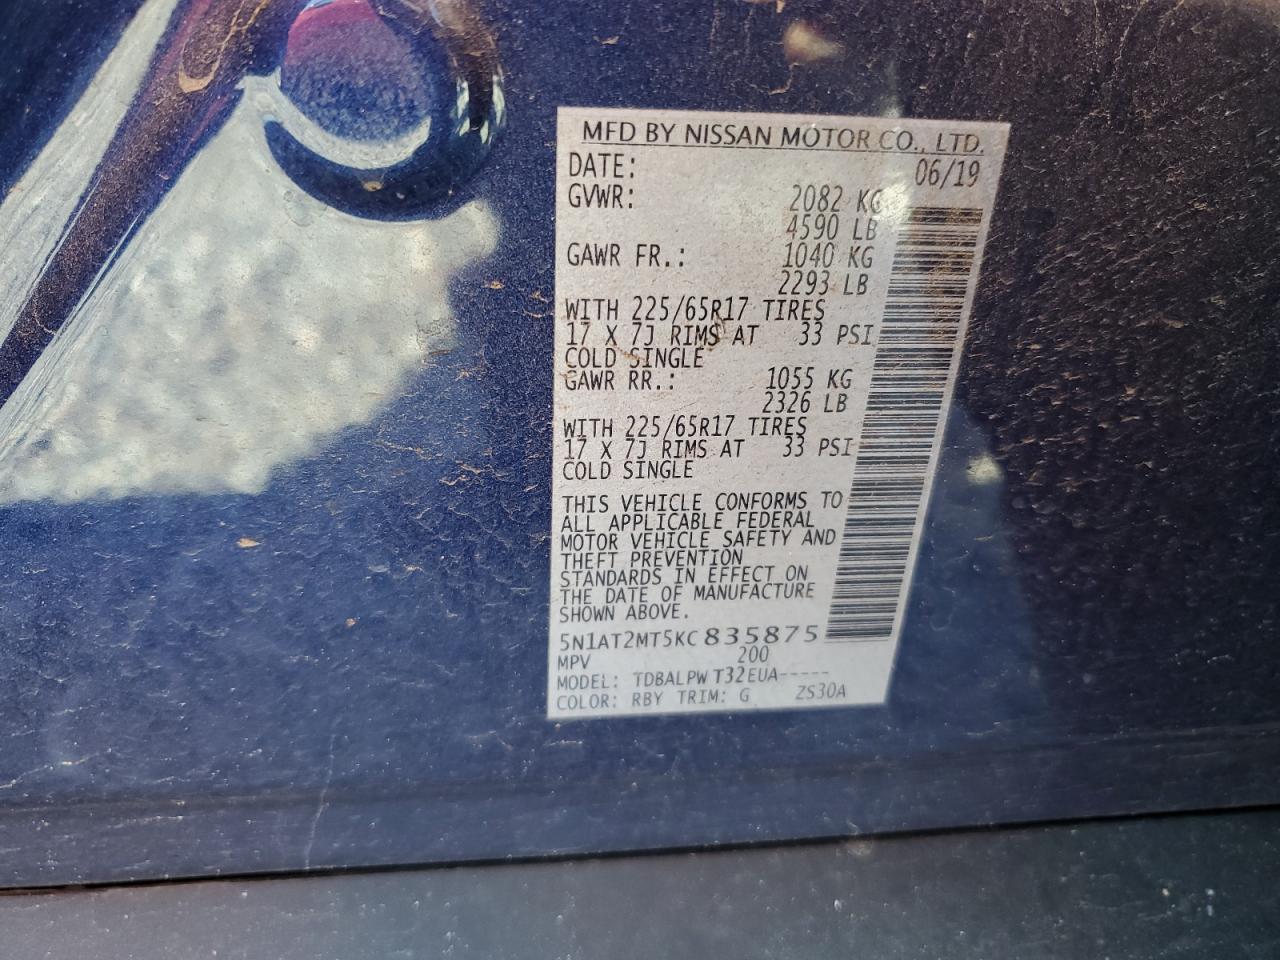 MFD BY NISSAN MOTOR CO., LTD.
DATE: 06/19
GVWR: 2082 KG
4590 LB
GAWR FR.: 1040 KG
2293 LB
WITH 225/65R17 TIRES
17 X 7J RIMS AT 33 PSI
COLD SINGLE
GAWR RR.: 1055 KG
2326 LB
WITH 225/65R17 TIRES
17 X 7J RIMS AT 33 PSI
COLD SINGLE
THIS VEHICLE CONFORMS TO
ALL APPLICABLE FEDERAL
MOTOR VEHICLE SAFETY AND
THEFT PREVENTION
STANDARDS IN EFFECT ON
THE DATE OF MANUFACTURE
SHOWN ABOVE.
5N1AT2MT5KC835875
MPV 200
MODEL: TDBALPW T32EUA-----
COLOR: RBY TRIM: G ZS30A